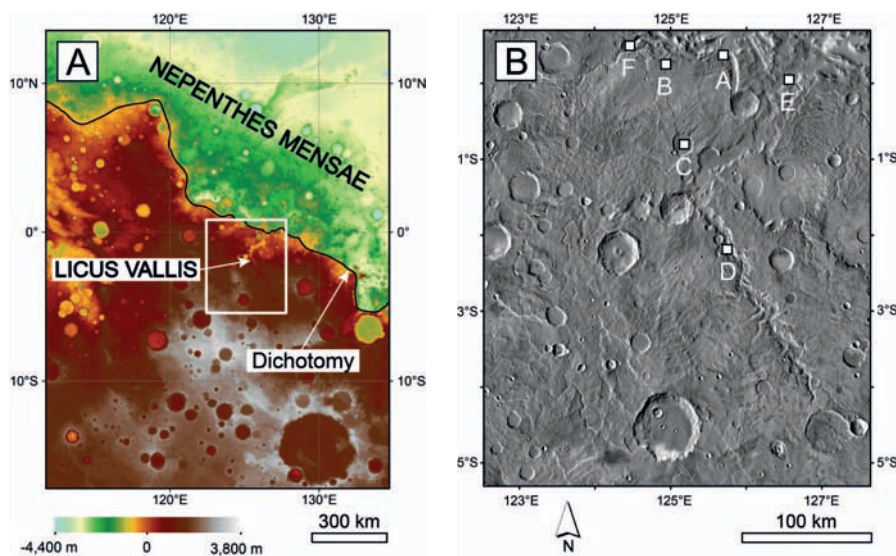 A
10°N
10°N
NEPENTHES MENSAE
0°
0°
LICUS VALLIS
Dichotomy
10°S
10°S
120°E
130°E
120°E
130°E
-4,400 m
0
3,800 m
300 km
B
123°E
125°E
127°E
F
B
A
E
C
D
1°S
1°S
3°S
3°S
5°S
5°S
123°E
125°E
127°E
N
100 km